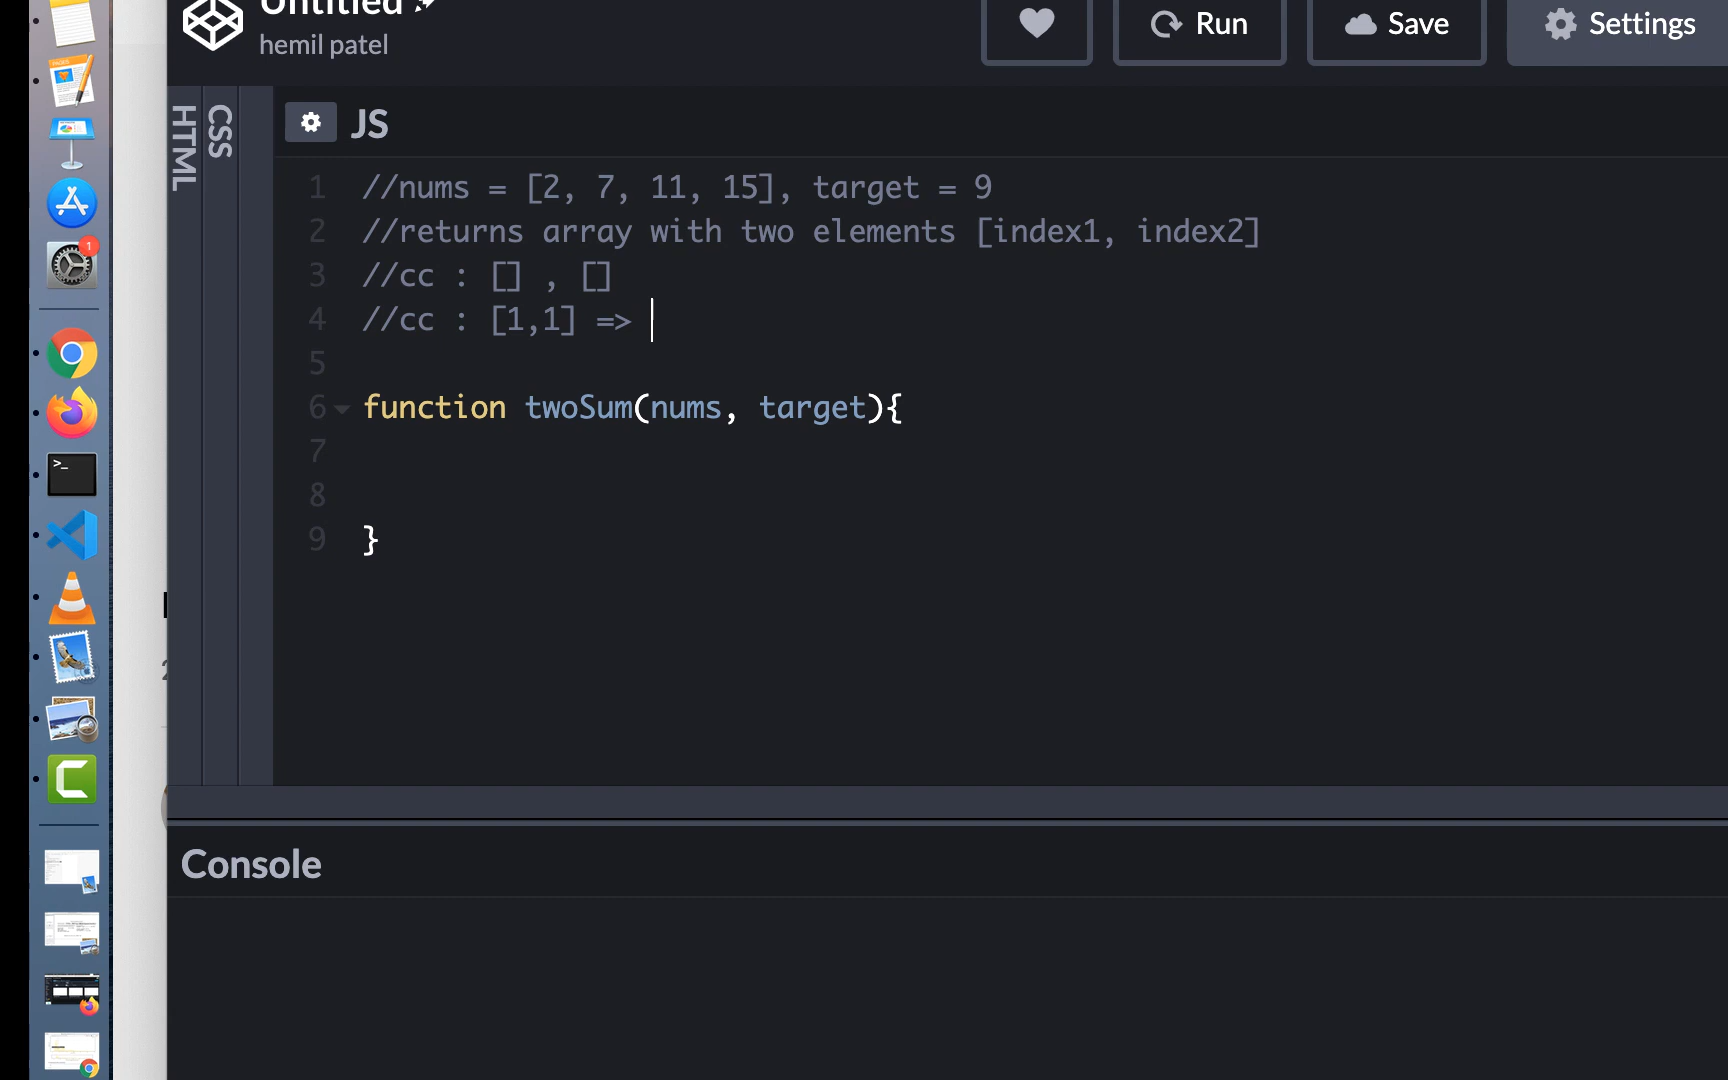 Untitled
hemil patel
Run
Save
Settings
HTML
CSS
JS
1 //nums = [2, 7, 11, 15], target = 9
2 //returns array with two elements [index1, index2]
3 //cc : [] , []
4 //cc : [1,1] =>
5
6 function twoSum(nums, target){
7
8
9 }
1
>_
Console